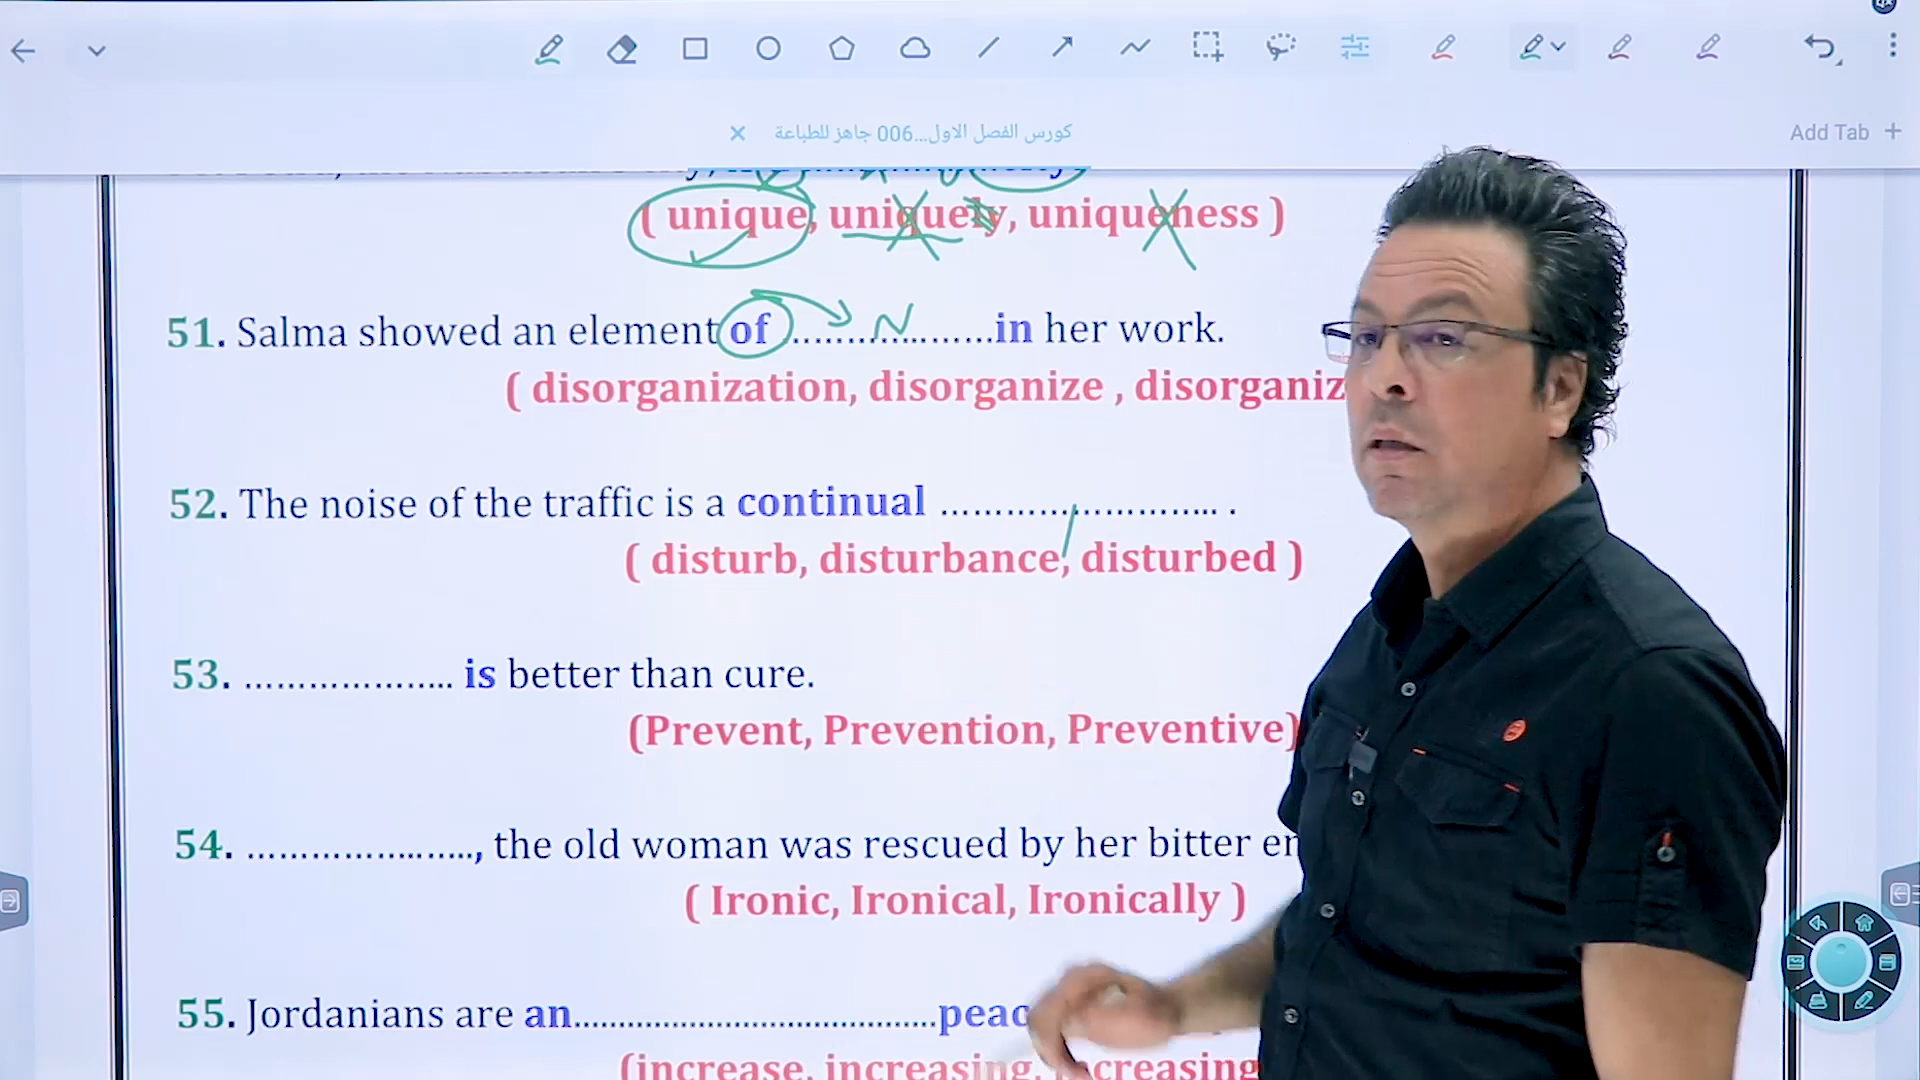 كورس الفصل الاول...006 جاهز للطباعة
Add Tab +
( unique, uniquely, uniqueness )
51. Salma showed an element of ........N........in her work.
( disorganization, disorganize , disorganiz
52. The noise of the traffic is a continual .......................... .
( disturb, disturbance, disturbed )
53. .................... is better than cure.
(Prevent, Prevention, Preventive)
54. ......................, the old woman was rescued by her bitter en
( Ironic, Ironical, Ironically )
55. Jordanians are an........................................peac
(increase, increasing, increasing